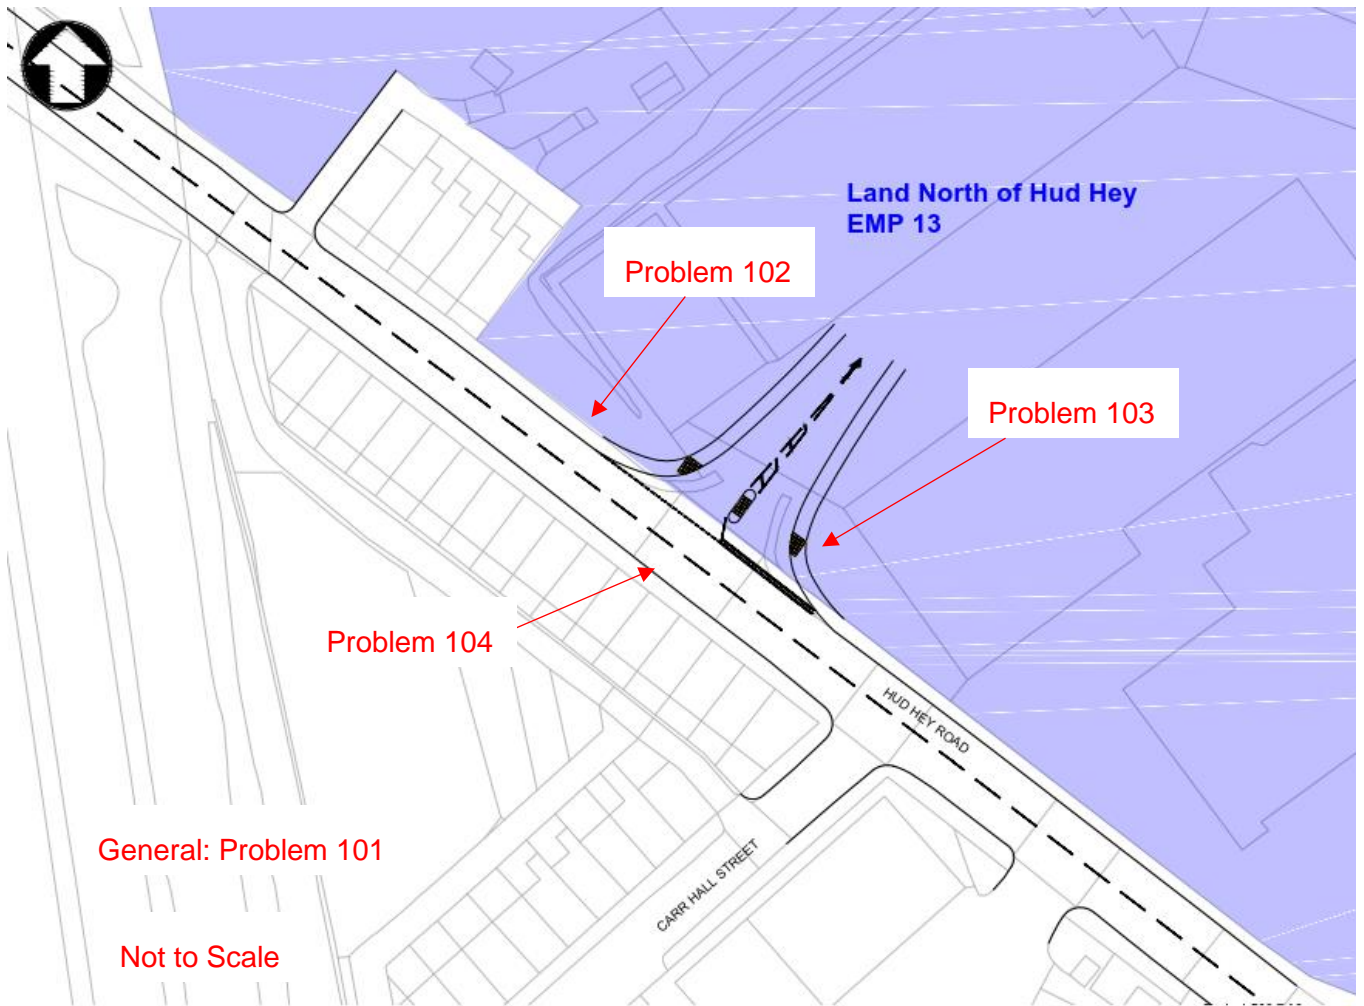 Land North of Hud Hey
EMP 13
Problem 102
Problem 103
Problem 104
HUD HEY ROAD
General: Problem 101
CARR HALL STREET
Not to Scale